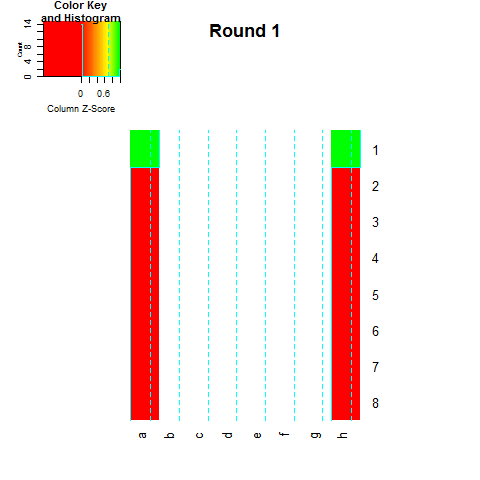 Color Key
and Histogram
Round 1
Count
0 4 8 14
0 0.6
Column Z-Score
1
2
3
4
5
6
7
8
a b c d e f g h